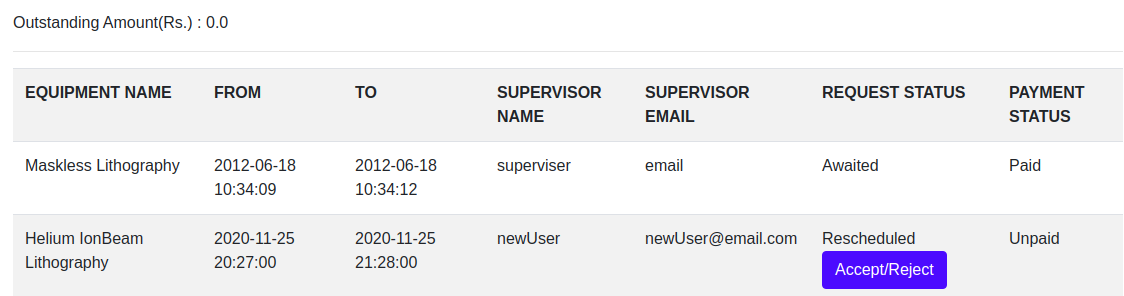 Outstanding Amount(Rs.) : 0.0
EQUIPMENT NAME FROM TO SUPERVISOR NAME SUPERVISOR EMAIL REQUEST STATUS PAYMENT STATUS
Maskless Lithography 2012-06-18 10:34:09 2012-06-18 10:34:12 superviser email Awaited Paid
Helium IonBeam Lithography 2020-11-25 20:27:00 2020-11-25 21:28:00 newUser newUser@email.com Rescheduled Accept/Reject Unpaid